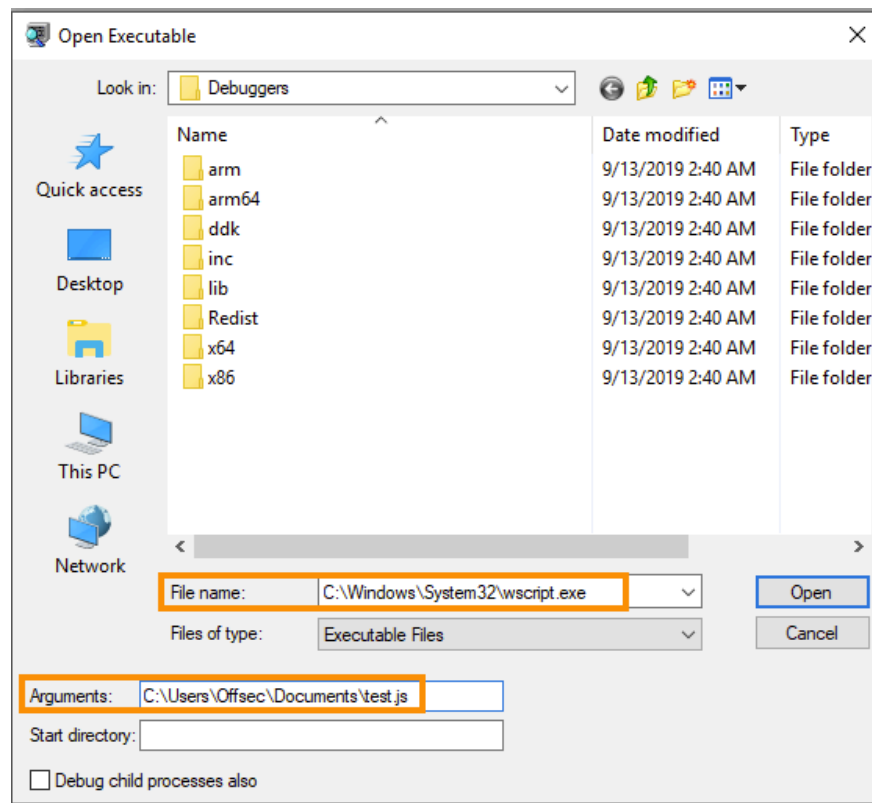 Open Executable
Look in: Debuggers
Name Date modified Type
arm 9/13/2019 2:40 AM File folder
arm64 9/13/2019 2:40 AM File folder
ddk 9/13/2019 2:40 AM File folder
inc 9/13/2019 2:40 AM File folder
lib 9/13/2019 2:40 AM File folder
Redist 9/13/2019 2:40 AM File folder
x64 9/13/2019 2:40 AM File folder
x86 9/13/2019 2:40 AM File folder
Quick access
Desktop
Libraries
This PC
Network
File name: C:\Windows\System32\wscript.exe Open
Files of type: Executable Files Cancel
Arguments: C:\Users\Offsec\Documents\test.js
Start directory:
Debug child processes also